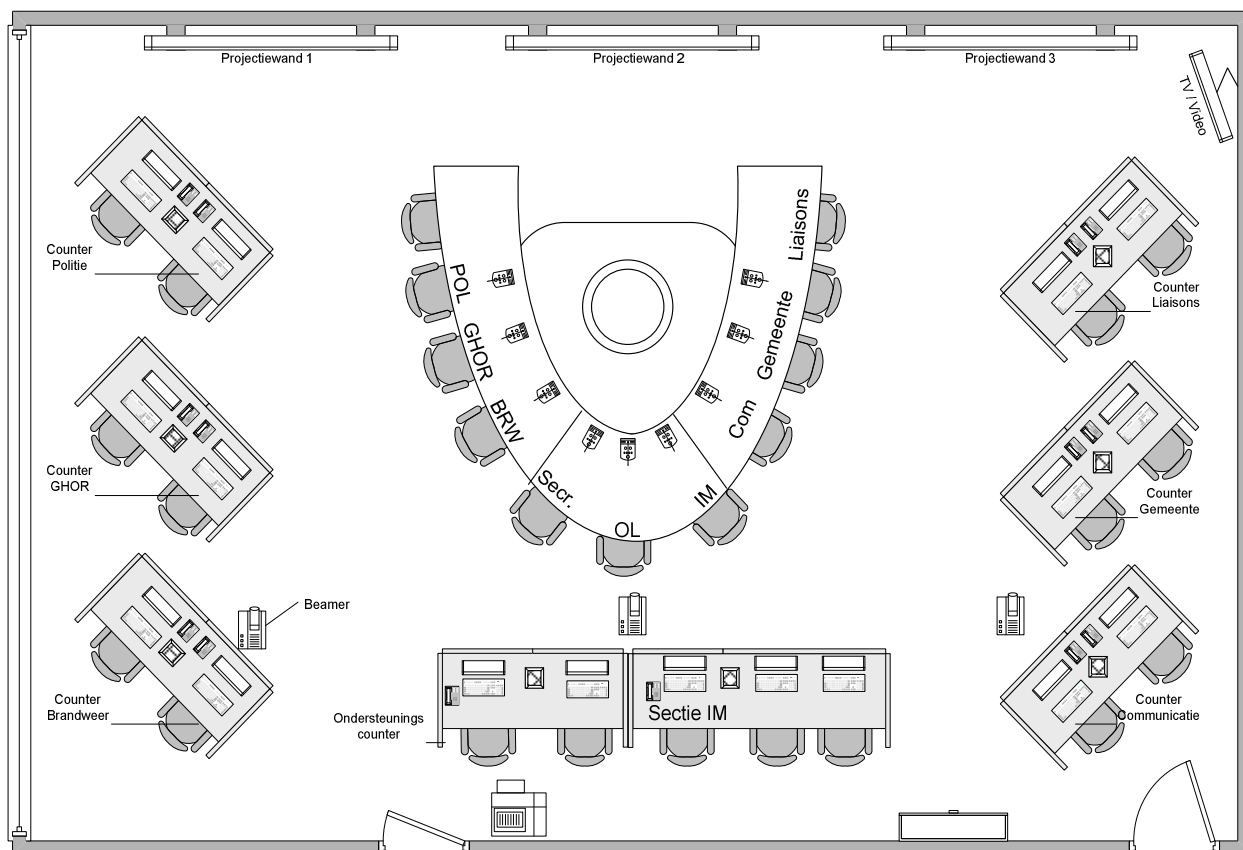 Projectiewand 1
Projectiewand 2
Projectiewand 3
TV / Video
Counter
Politie
POL
GHOR
BRW
Secr.
OL
IM
Com
Gemeente
Liaisons
Counter
Liaisons
Counter
GHOR
Counter
Gemeente
Beamer
Counter
Brandweer
Ondersteunings
counter
Sectie IM
Counter
Communicatie